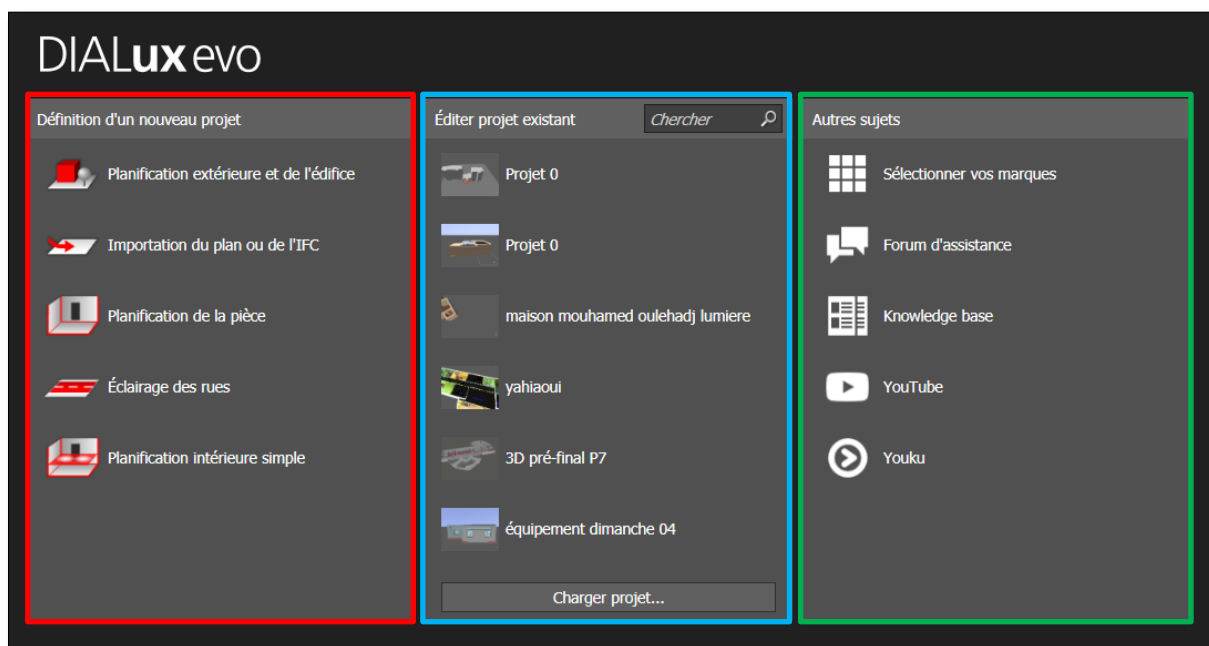 DIALux evo
Définition d'un nouveau projet
Planification extérieure et de l'édifice
Importation du plan ou de l'IFC
Planification de la pièce
Éclairage des rues
Planification intérieure simple
Éditer projet existant
Chercher
Projet 0
Projet 0
maison mouhamed oulehadj lumiere
yahiaoui
3D pré-final P7
équipement dimanche 04
Charger projet...
Autres sujets
Sélectionner vos marques
Forum d'assistance
Knowledge base
YouTube
Youku